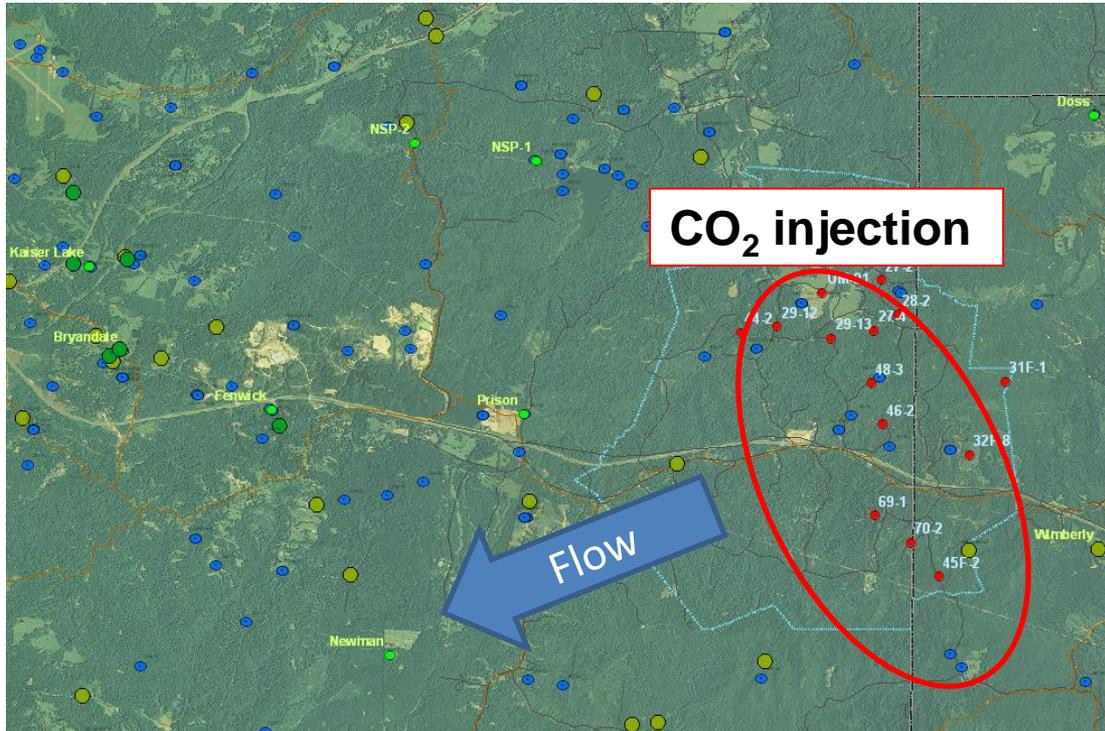 Doss
NSP-2
NSP-1
CO₂ injection
Kaiser Lake
27-2
28-2
29-12
27-4
29-13
Bryandale
31F-1
48-3
Fenwick
Prison
46-2
69-1
Flow
70-2
Wimberly
45F-2
Newman